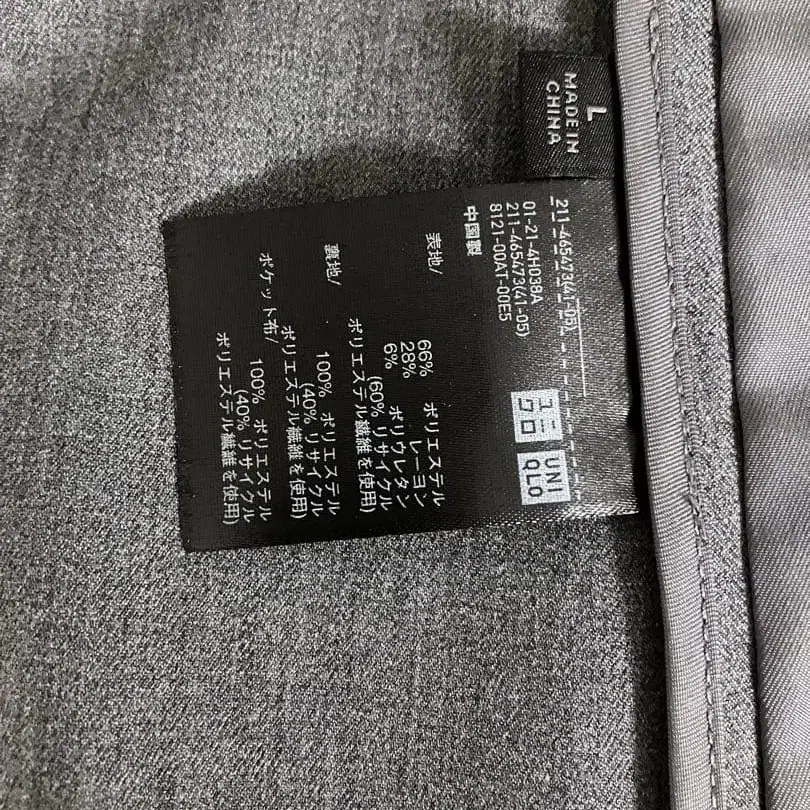 L
MADE IN
CHINA
211-465473(41-05)
01-21-4H038A
211-465473(41-05)
8121-00AT-00E5
中国製
ユニ
クロ
UNI
QLO
表地/
66% ポリエステル
28% レーヨン
6% ポリウレタン
(60% リサイクル
ポリエステル繊維を使用)
裏地/
100% ポリエステル
(40% リサイクル
ポリエステル繊維を使用)
ポケット布/
100% ポリエステル
(40% リサイクル
ポリエステル繊維を使用)